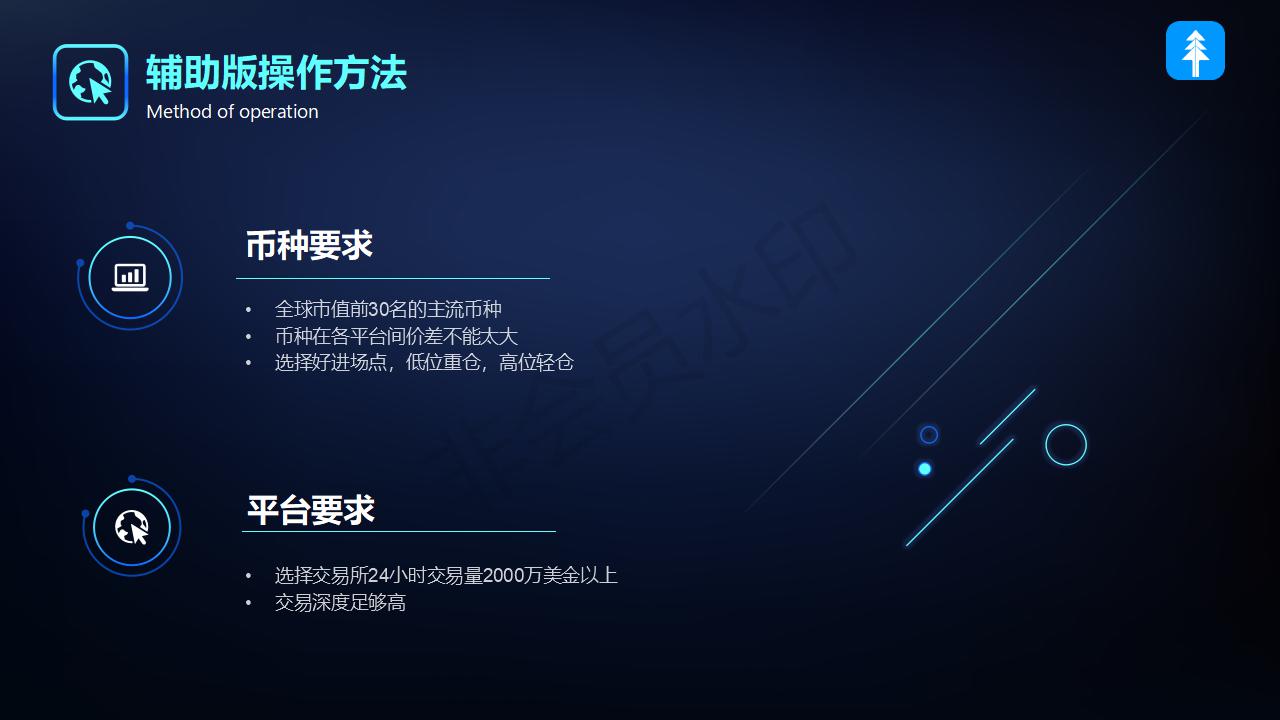 辅助版操作方法
Method of operation
币种要求
• 全球市值前30名的主流币种
• 币种在各平台间价差不能太大
• 选择好进场点，低位重仓，高位轻仓
非会员水印
平台要求
• 选择交易所24小时交易量2000万美金以上
• 交易深度足够高